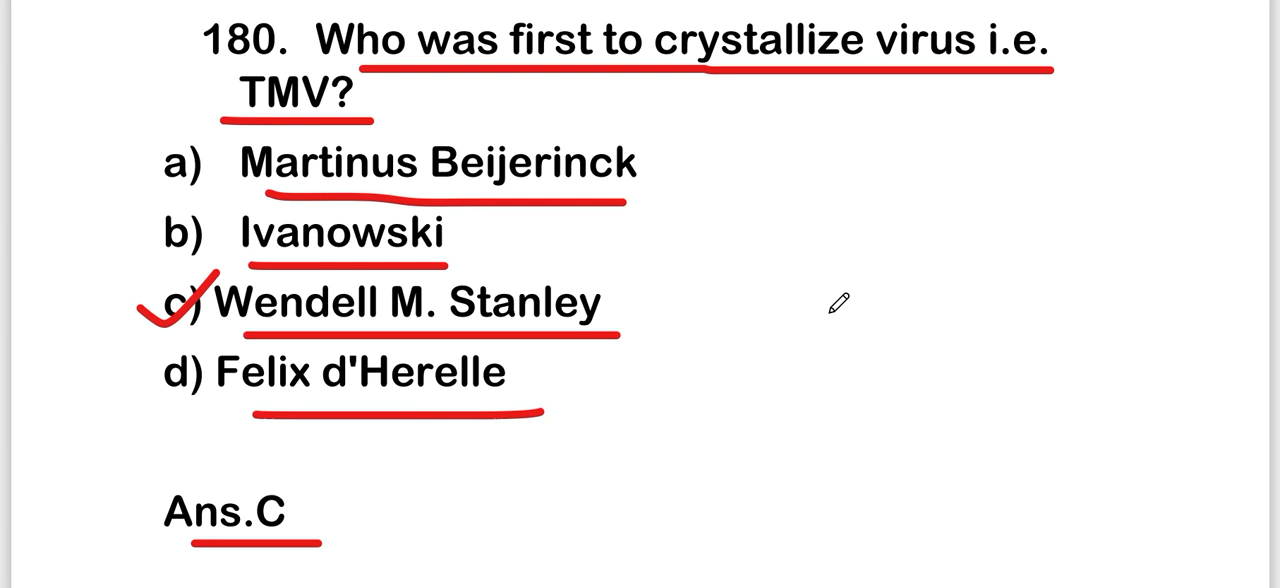 180. Who was first to crystallize virus i.e.
TMV?
a) Martinus Beijerinck
b) Ivanowski
c) Wendell M. Stanley
d) Felix d'Herelle
Ans.C